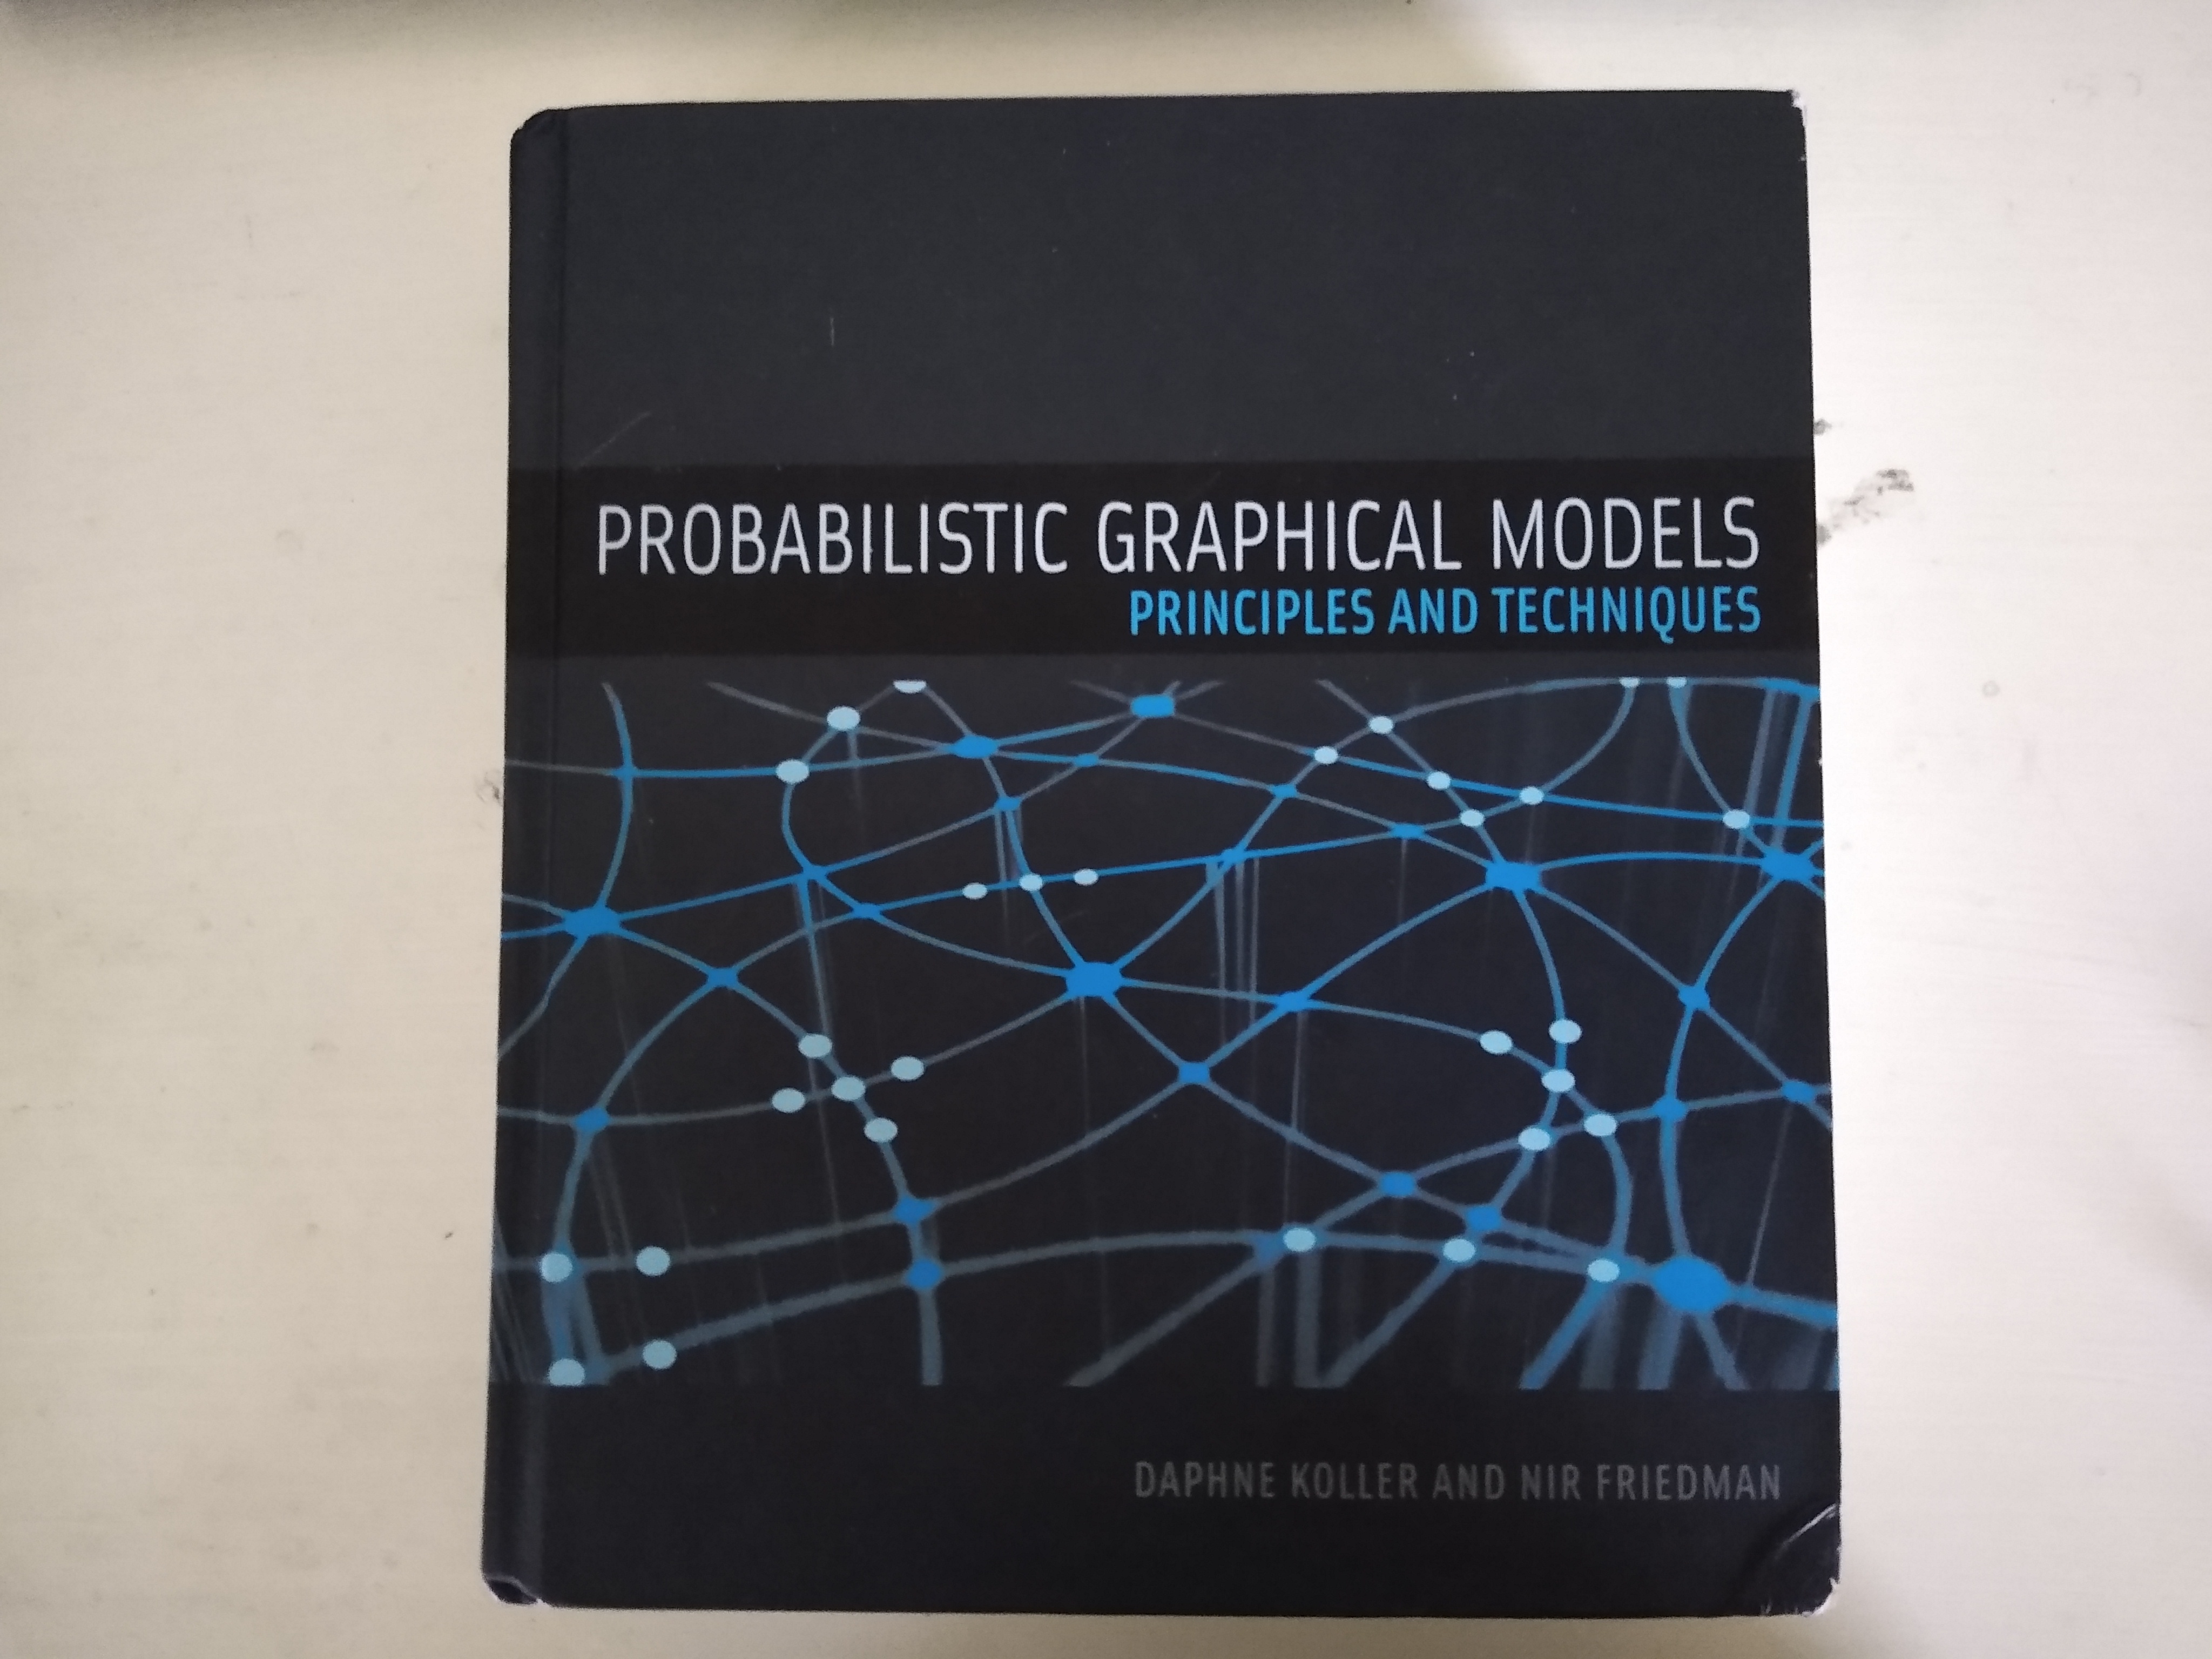 PROBABILISTIC GRAPHICAL MODELS
PRINCIPLES AND TECHNIQUES
DAPHNE KOLLER AND NIR FRIEDMAN